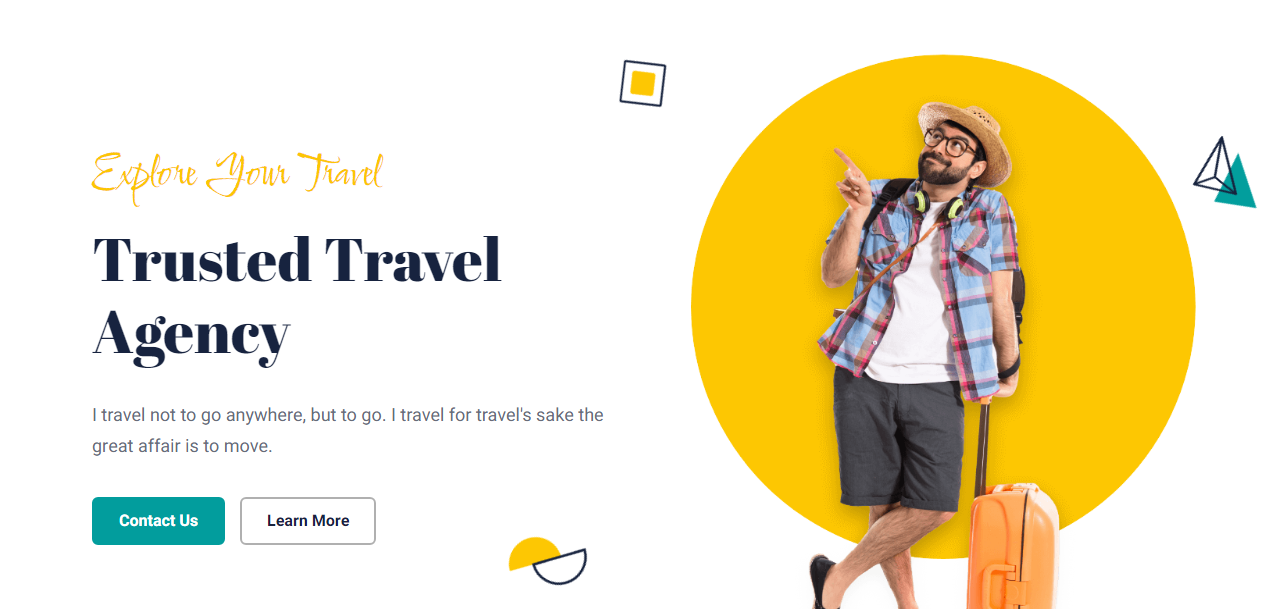 Explore Your Travel
Trusted Travel
Agency
I travel not to go anywhere, but to go. I travel for travel's sake the
great affair is to move.
Contact Us
Learn More